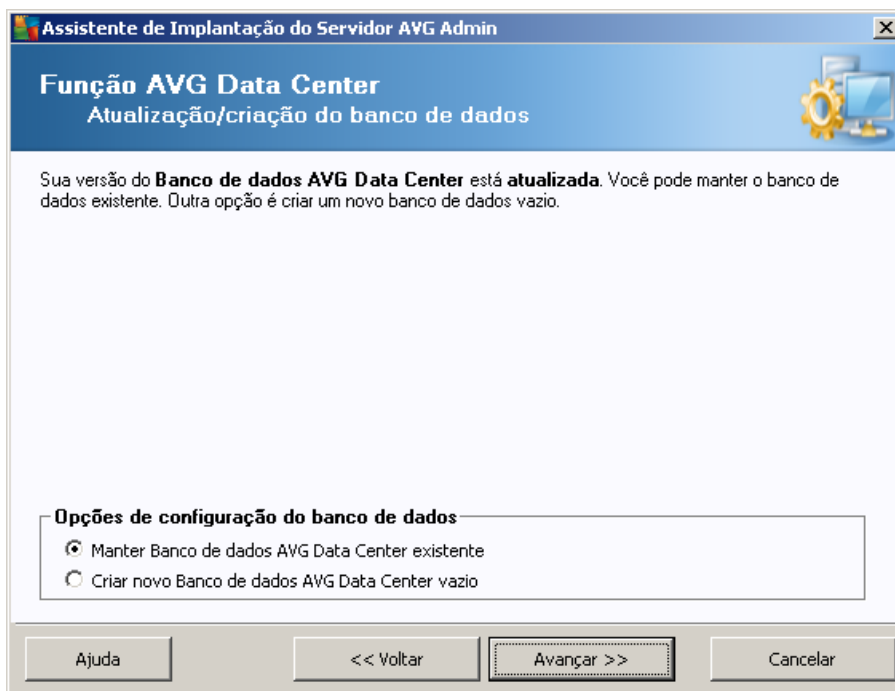 Assistente de Implantação do Servidor AVG Admin
Função AVG Data Center
Atualização/criação do banco de dados
Sua versão do Banco de dados AVG Data Center está atualizada. Você pode manter o banco de
dados existente. Outra opção é criar um novo banco de dados vazio.
Opções de configuração do banco de dados
Manter Banco de dados AVG Data Center existente
Criar novo Banco de dados AVG Data Center vazio
Ajuda
<< Voltar
Avançar >>
Cancelar